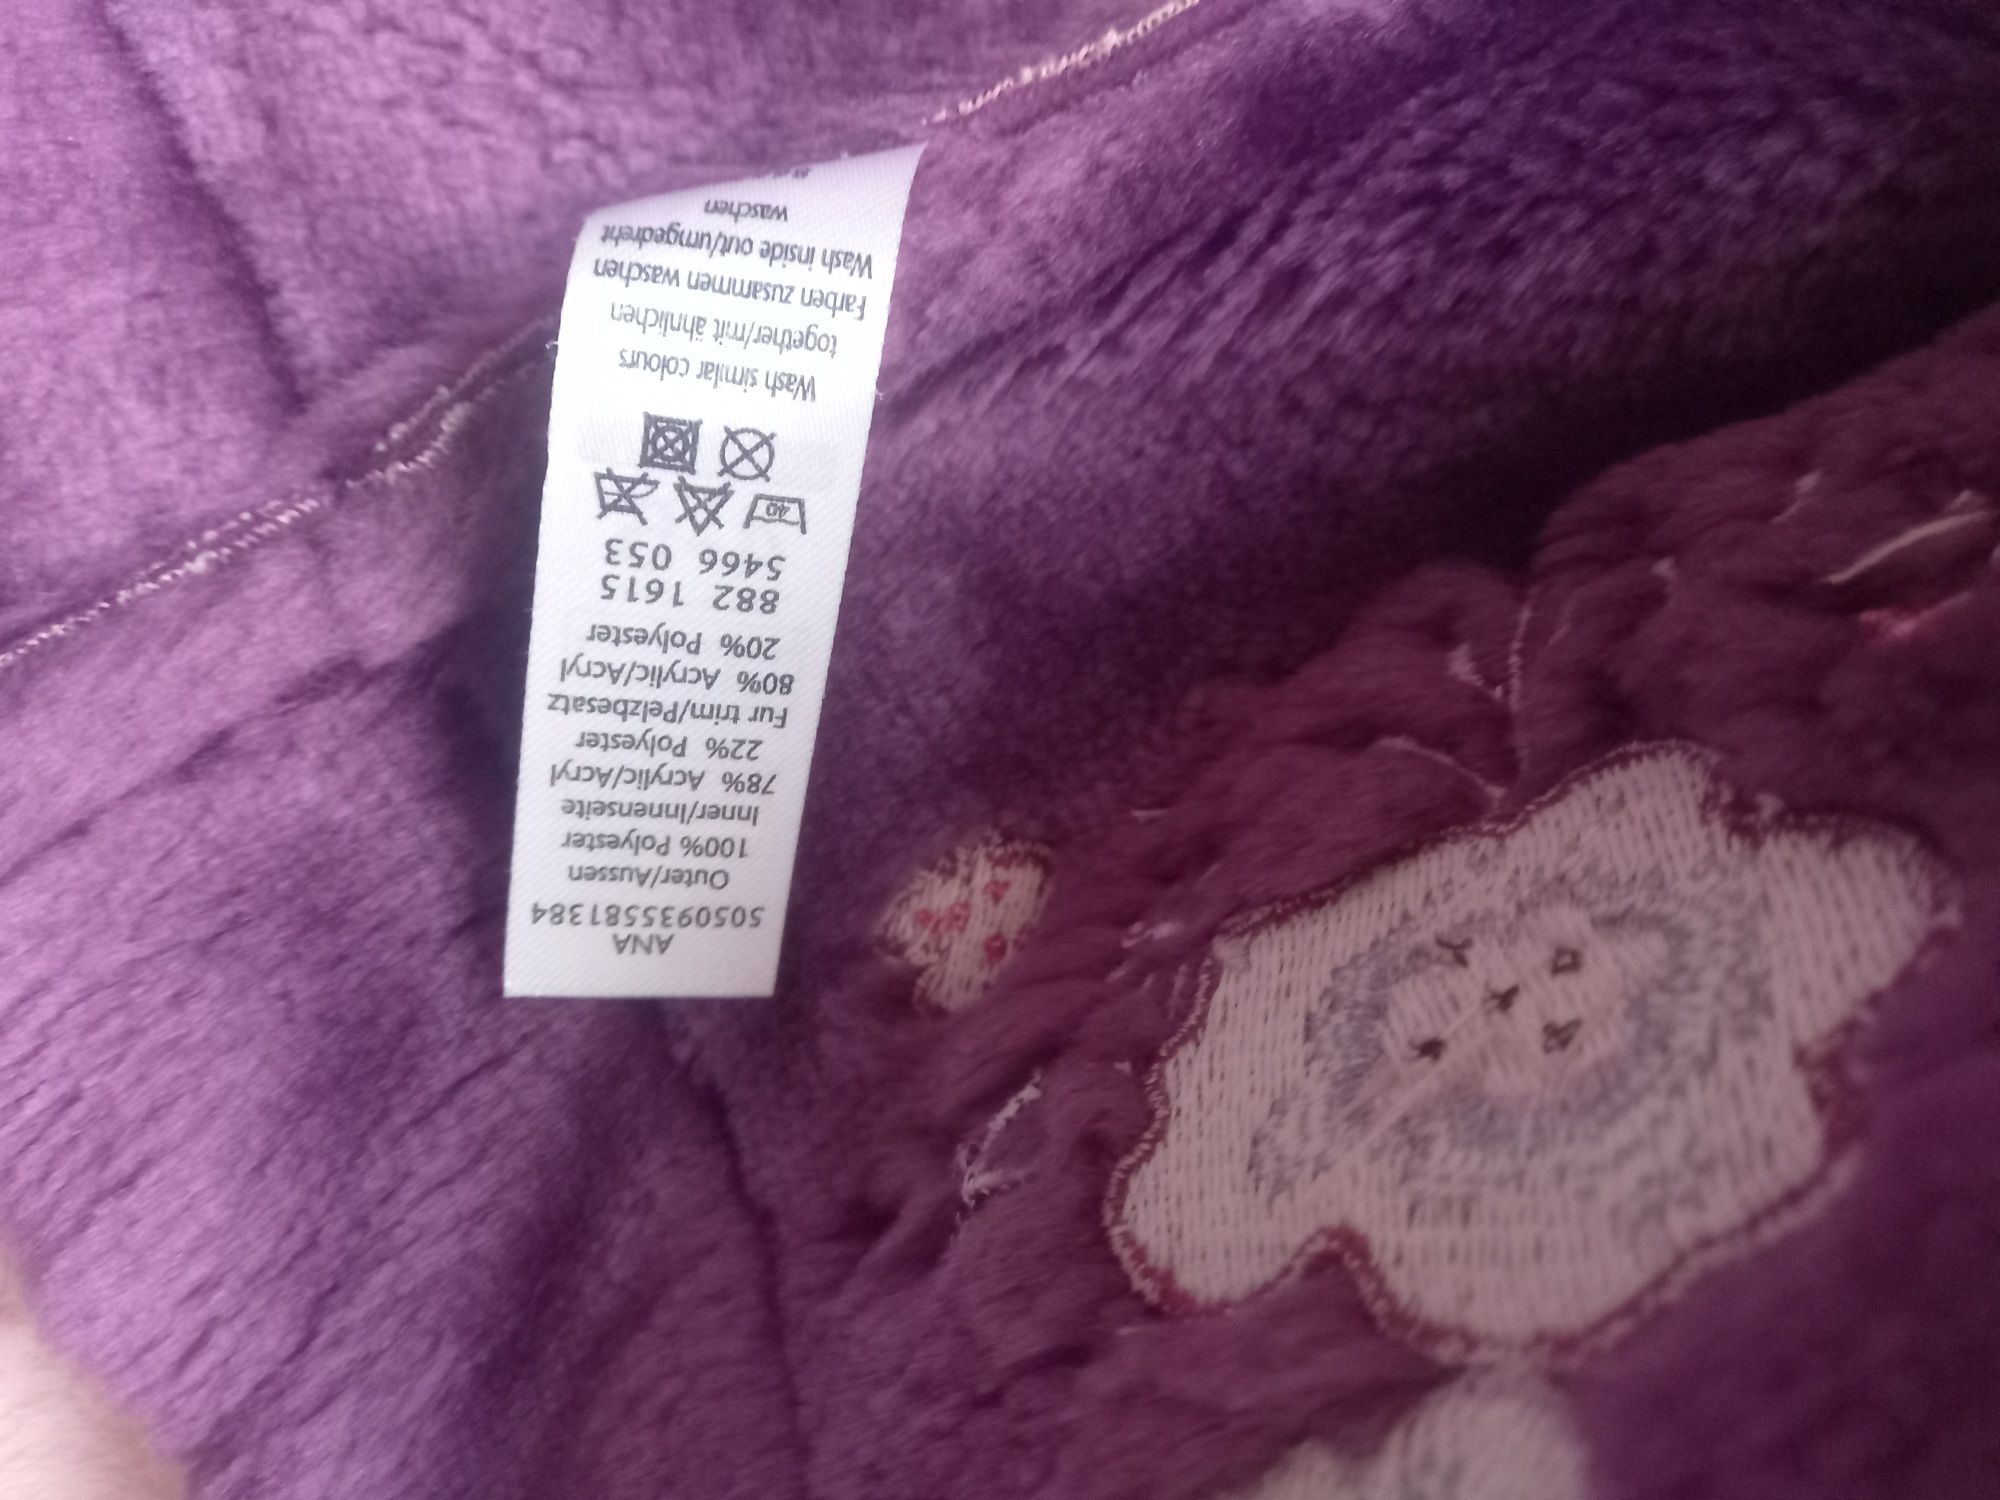 ANA
5050935581384
Outer/Aussen
100% Polyester
Inner/Innenseite
78% Acrylic/Acryl
22% Polyester
Fur trim/Pelzbesatz
80% Acrylic/Acryl
20% Polyester
882 1615
5466 053
40
Wash similar colours
together/mit ähnlichen
Farben zusammen waschen
Wash inside out/umgedreht
waschen